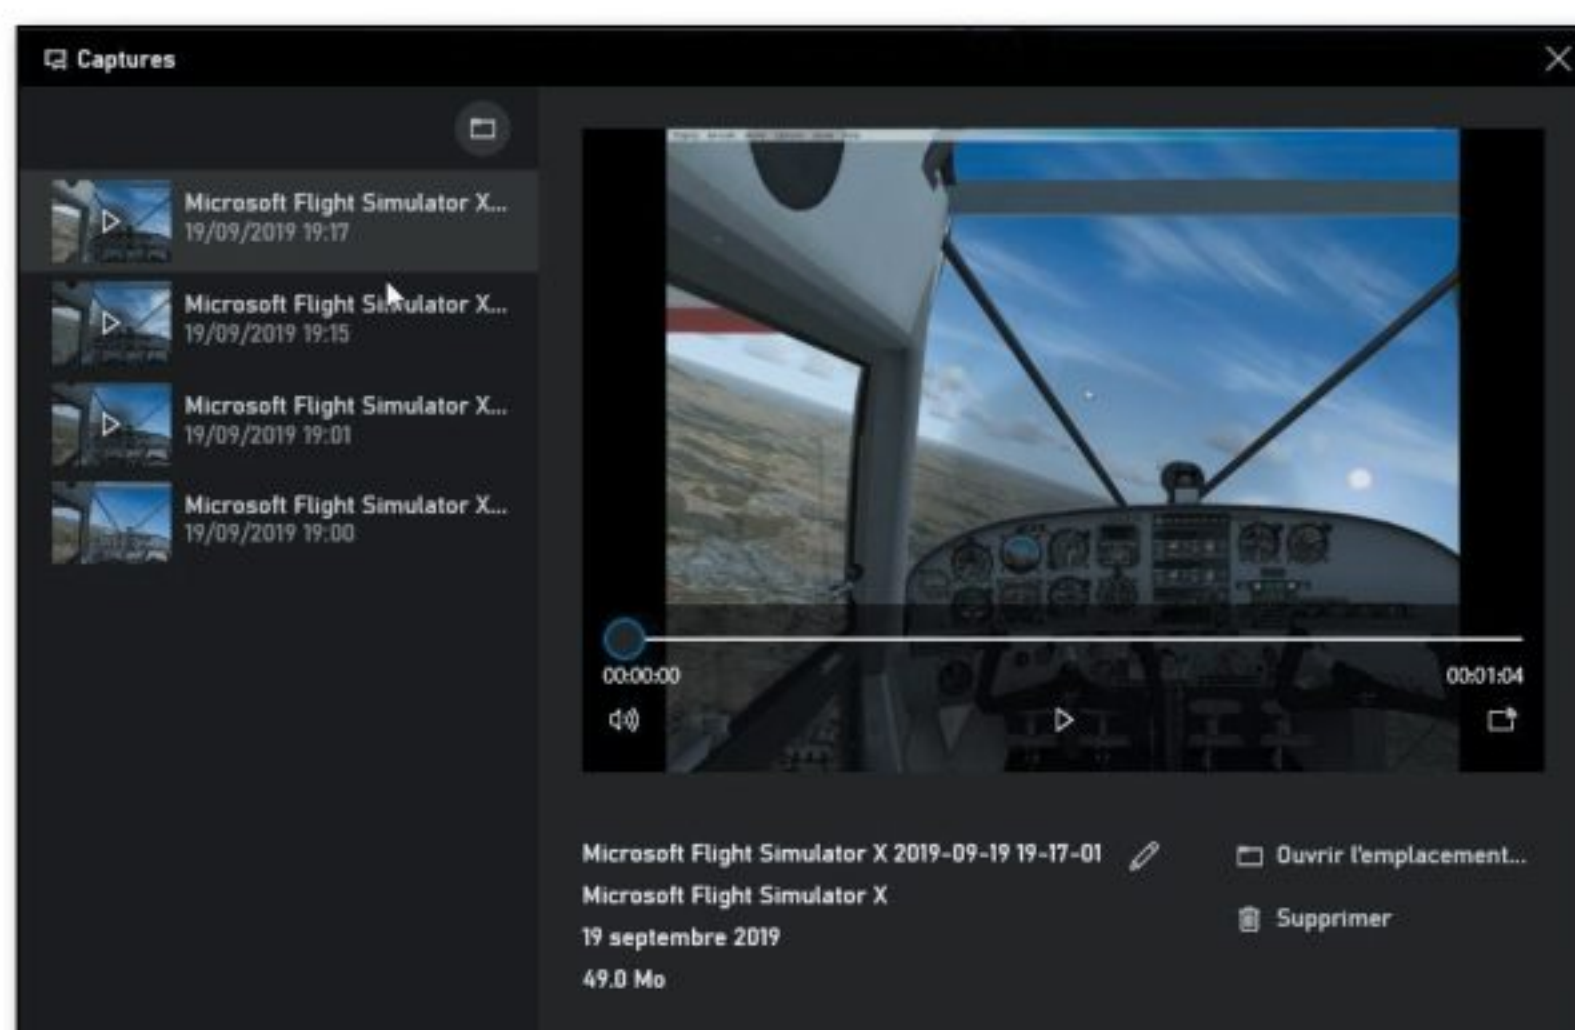 Captures
Microsoft Flight Simulator X...
19/09/2019 19:17
Microsoft Flight Simulator X...
19/09/2019 19:15
Microsoft Flight Simulator X...
19/09/2019 19:01
Microsoft Flight Simulator X...
19/09/2019 19:00
00:00:00
00:01:04
Microsoft Flight Simulator X 2019-09-19 19-17-01
Microsoft Flight Simulator X
19 septembre 2019
49.0 Mo
Ouvrir l'emplacement...
Supprimer